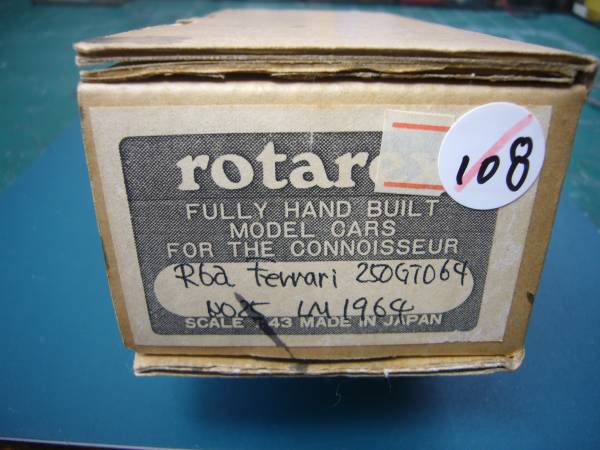 rotarex
108
FULLY HAND BUILT
MODEL CARS
FOR THE CONNOISSEUR
R6a Ferrari 250GTO64
NO25 LM1964
SCALE 1:43 MADE IN JAPAN